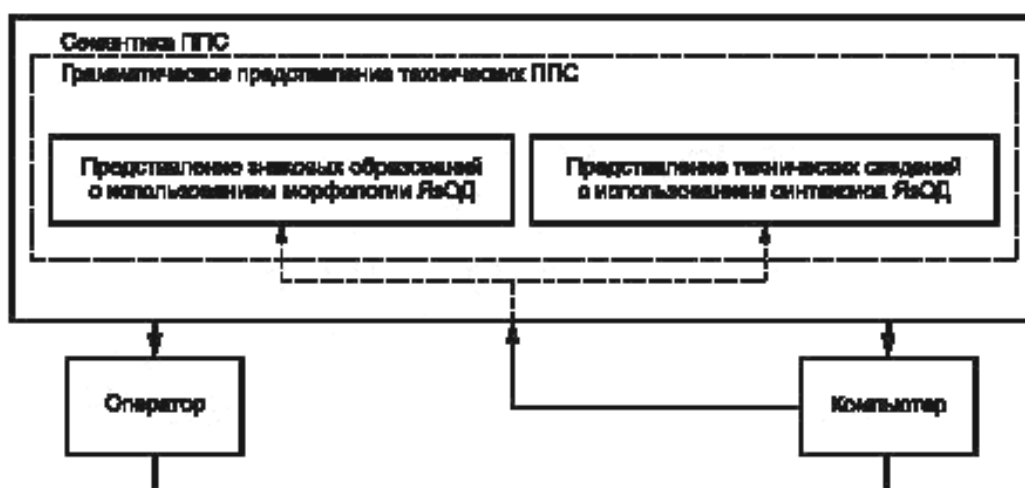 Семантика ППС
Грамматическое представление технических ППС
Представление знаковых образований
с использованием морфологии ЯзОД
Представление технических сведений
с использованием синтаксиса ЯзОД
Оператор
Компьютер